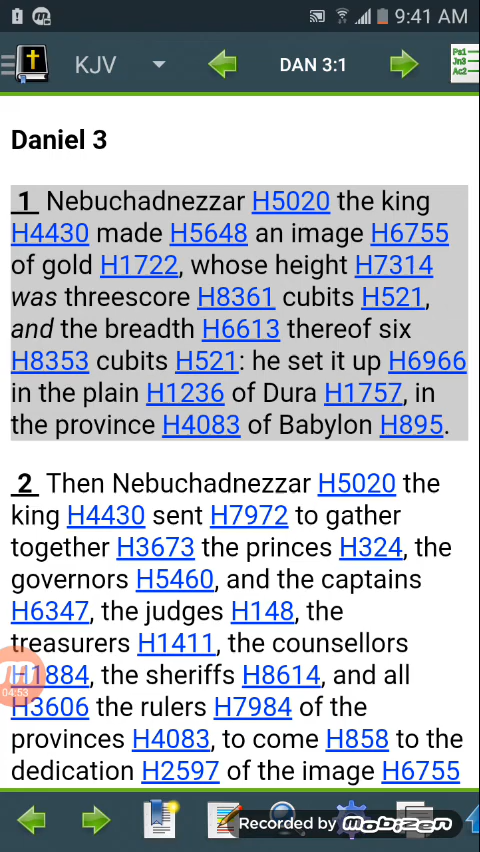 9:41 AM
KJV
DAN 3:1
Ps1
Jn3
Ac2
Daniel 3
1 Nebuchadnezzar H5020 the king
H4430 made H5648 an image H6755
of gold H1722, whose height H7314
was threescore H8361 cubits H521,
and the breadth H6613 thereof six
H8353 cubits H521: he set it up H6966
in the plain H1236 of Dura H1757, in
the province H4083 of Babylon H895.
2 Then Nebuchadnezzar H5020 the
king H4430 sent H7972 to gather
together H3673 the princes H324, the
governors H5460, and the captains
H6347, the judges H148, the
treasurers H1411, the counsellors
H1884, the sheriffs H8614, and all
04:53
H3606 the rulers H7984 of the
provinces H4083, to come H858 to the
dedication H2597 of the image H6755
Recorded by mobizen